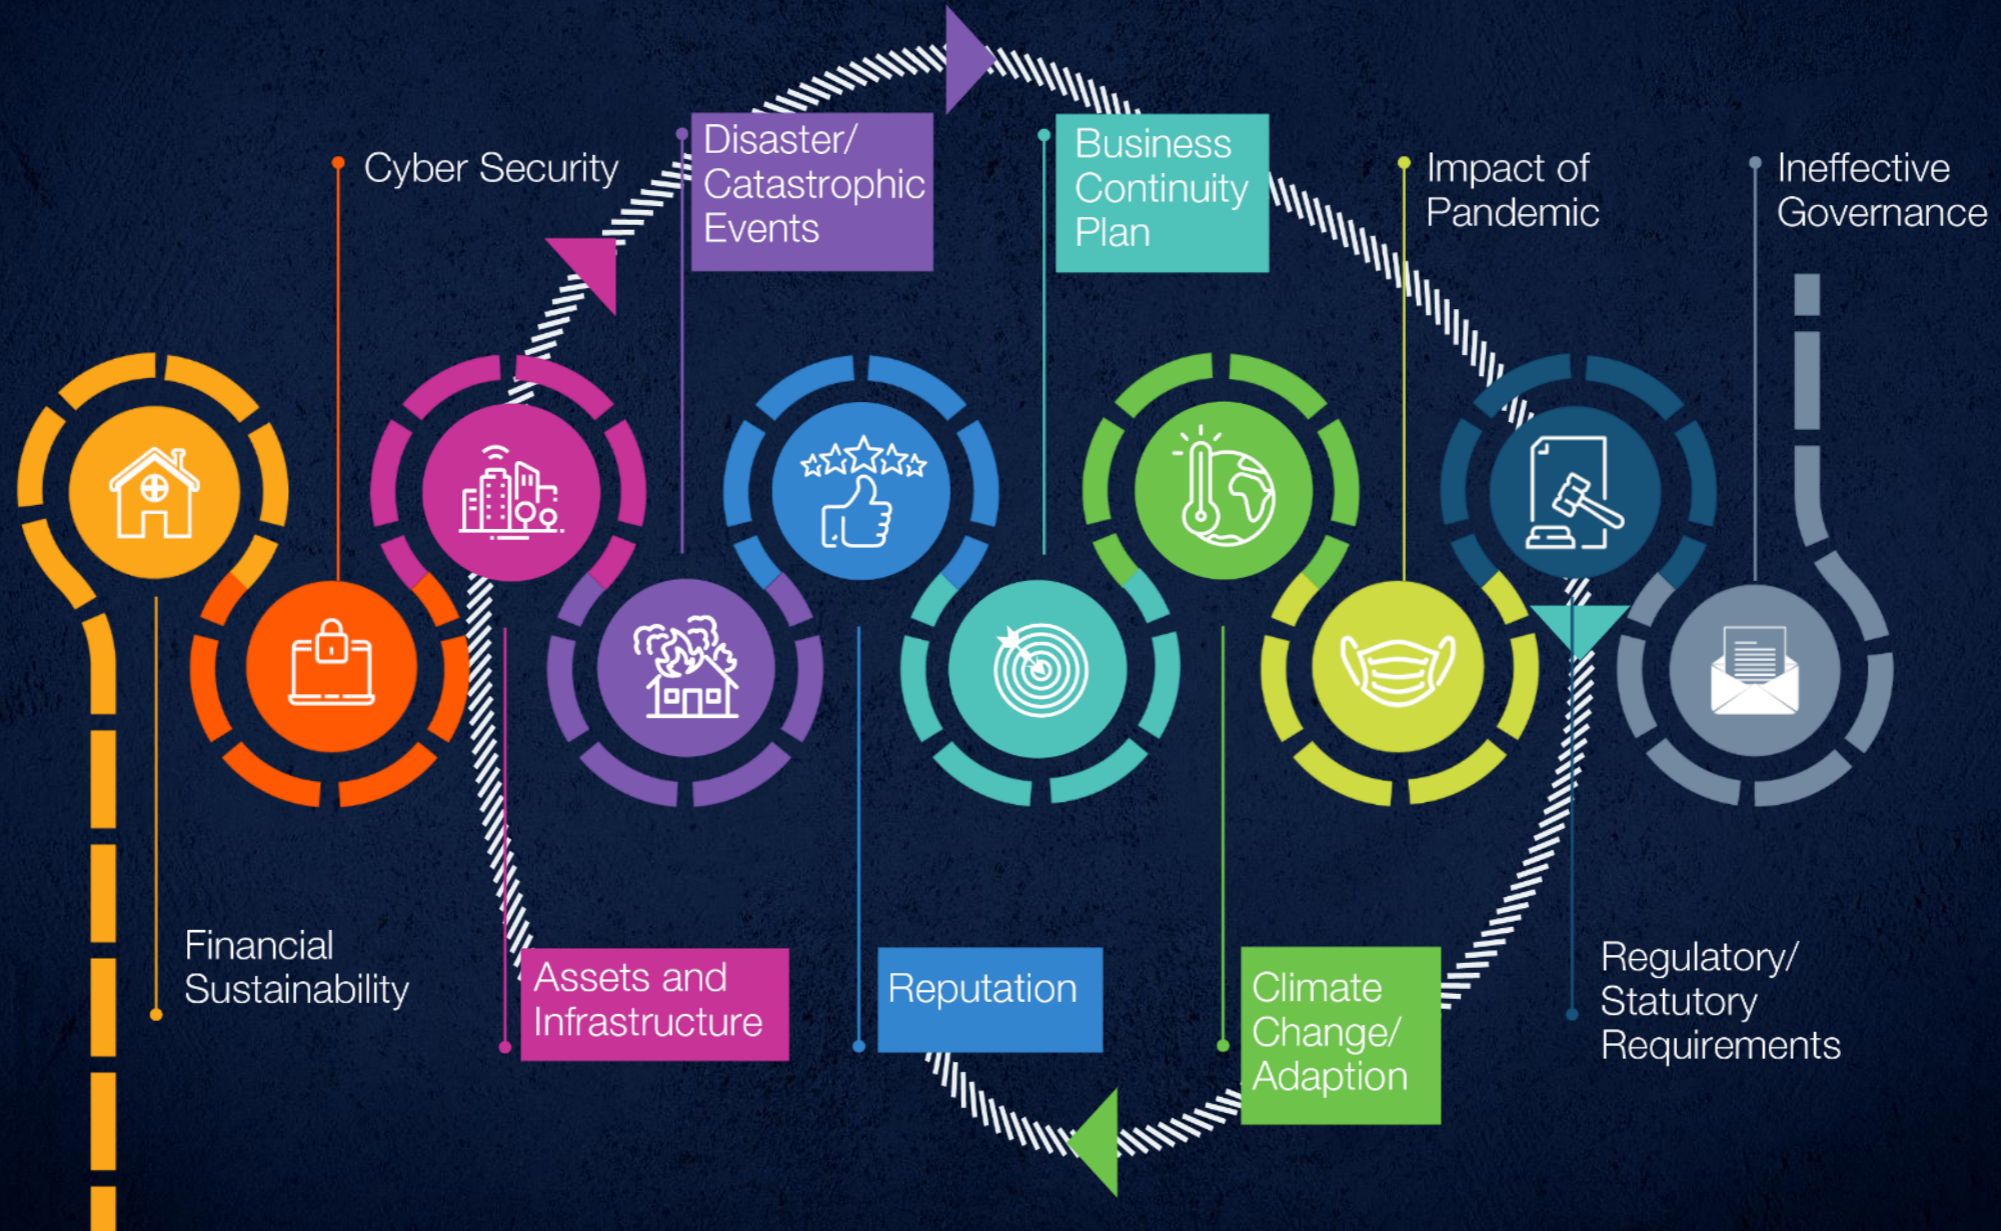 Cyber Security
Disaster/
Catastrophic
Events
Business
Continuity
Plan
Impact of
Pandemic
Ineffective
Governance
Financial
Sustainability
Assets and
Infrastructure
Reputation
Climate
Change/
Adaption
Regulatory/
Statutory
Requirements